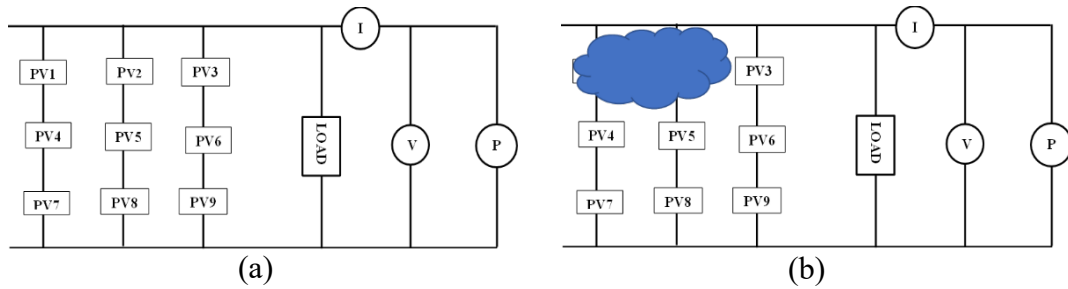 I
PV1 PV2 PV3
PV4 PV5 PV6
LOAD
V
P
PV7 PV8 PV9
(a)
I
PV3
PV4 PV5 PV6
LOAD
V
P
PV7 PV8 PV9
(b)